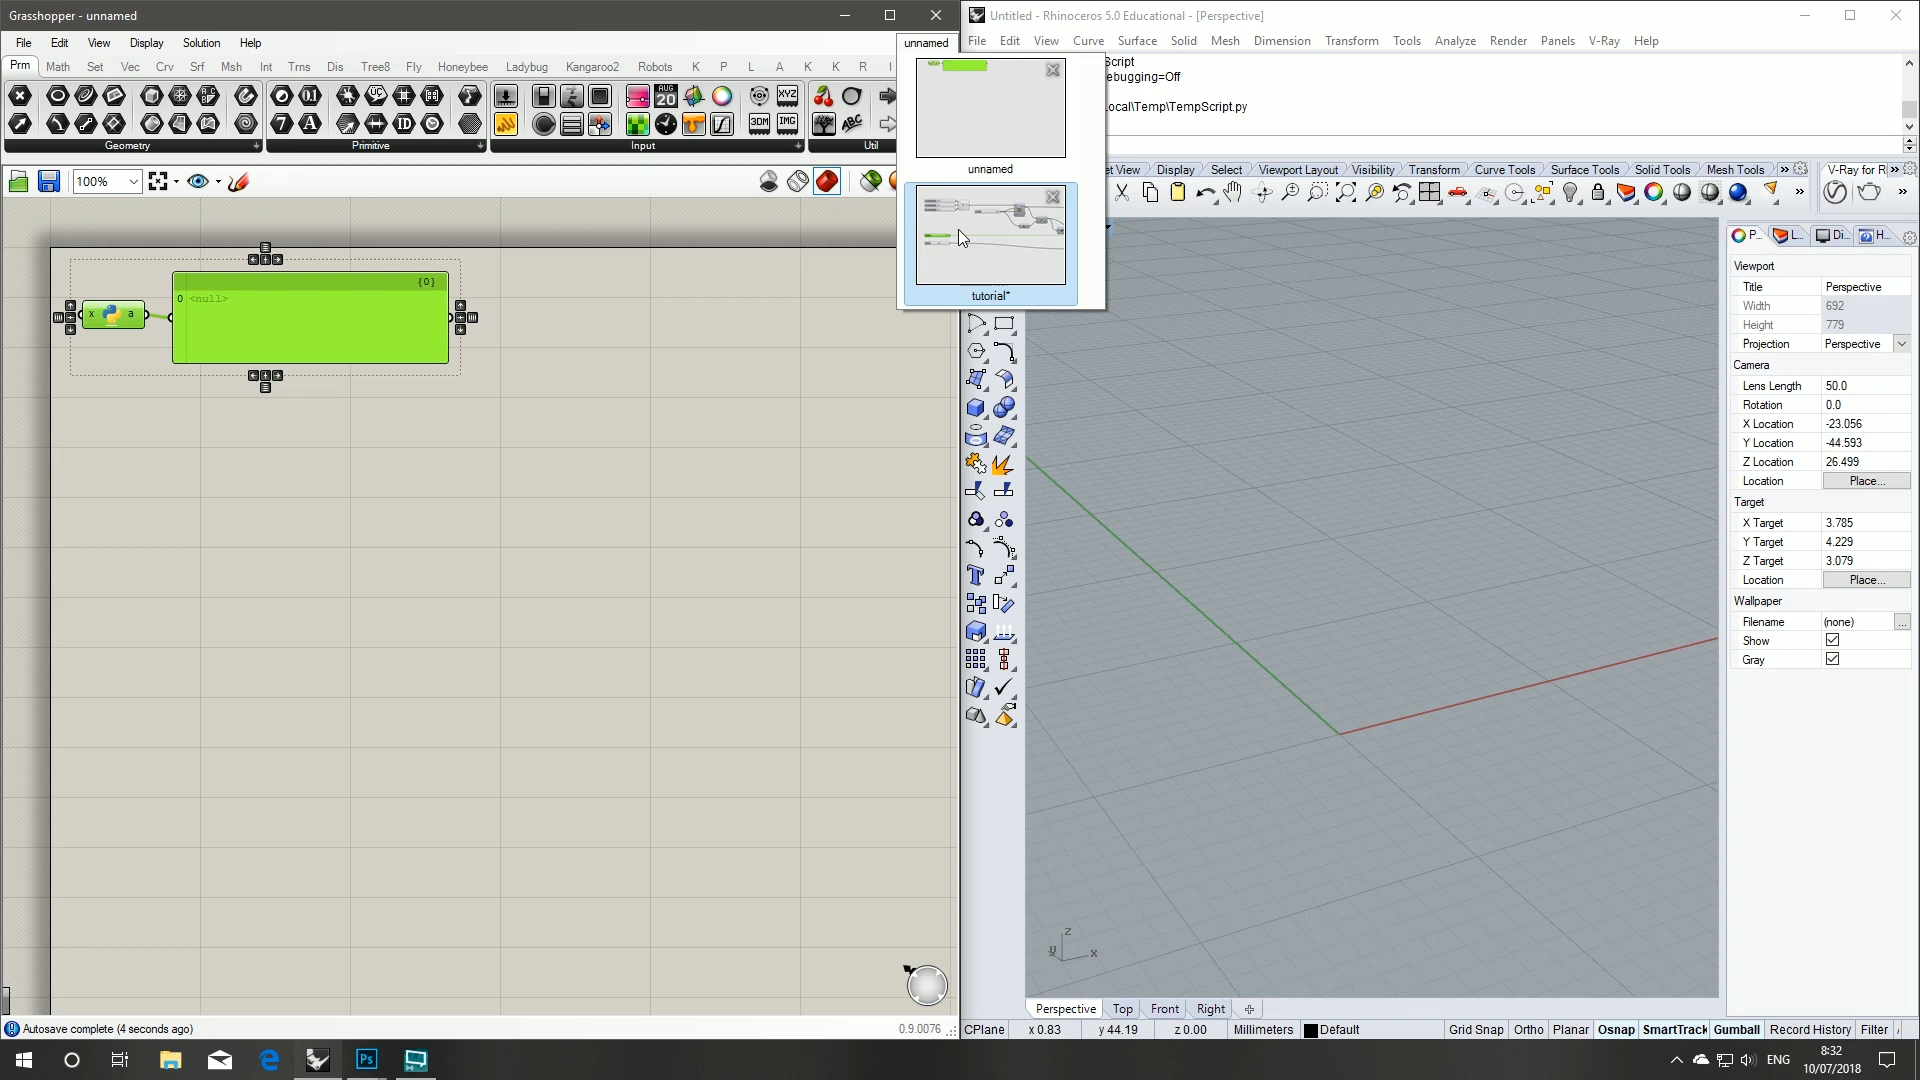 Grasshopper - unnamed
File Edit View Display Solution Help
Prm Math Set Vec Crv Srf Msh Int Trns Dis Tree8 Fly Honeybee Ladybug Kangaroo2 Robots K P L A K K R I
Geometry Primitive Input Util
100%
{0}
0 <null>
x a
unnamed
unnamed
tutorial*
Autosave complete (4 seconds ago)
0.9.0076
Untitled - Rhinoceros 5.0 Educational - [Perspective]
File Edit View Curve Surface Solid Mesh Dimension Transform Tools Analyze Render Panels V-Ray Help
Script
ebugging=Off
ocal\Temp\TempScript.py
et View Display Select Viewport Layout Visibility Transform Curve Tools Surface Tools Solid Tools Mesh Tools »
V-Ray for R »
P... L... Di... H...
Viewport
Title Perspective
Width 692
Height 779
Projection Perspective
Camera
Lens Length 50.0
Rotation 0.0
X Location -23.056
Y Location -44.593
Z Location 26.499
Location Place...
Target
X Target 3.785
Y Target 4.229
Z Target 3.079
Location Place...
Wallpaper
Filename (none) ...
Show
Gray
z
y x
Perspective Top Front Right
CPlane x 0.83 y 44.19 z 0.00 Millimeters Default Grid Snap Ortho Planar Osnap SmartTrack Gumball Record History Filter
Ps
ENG
8:32
10/07/2018